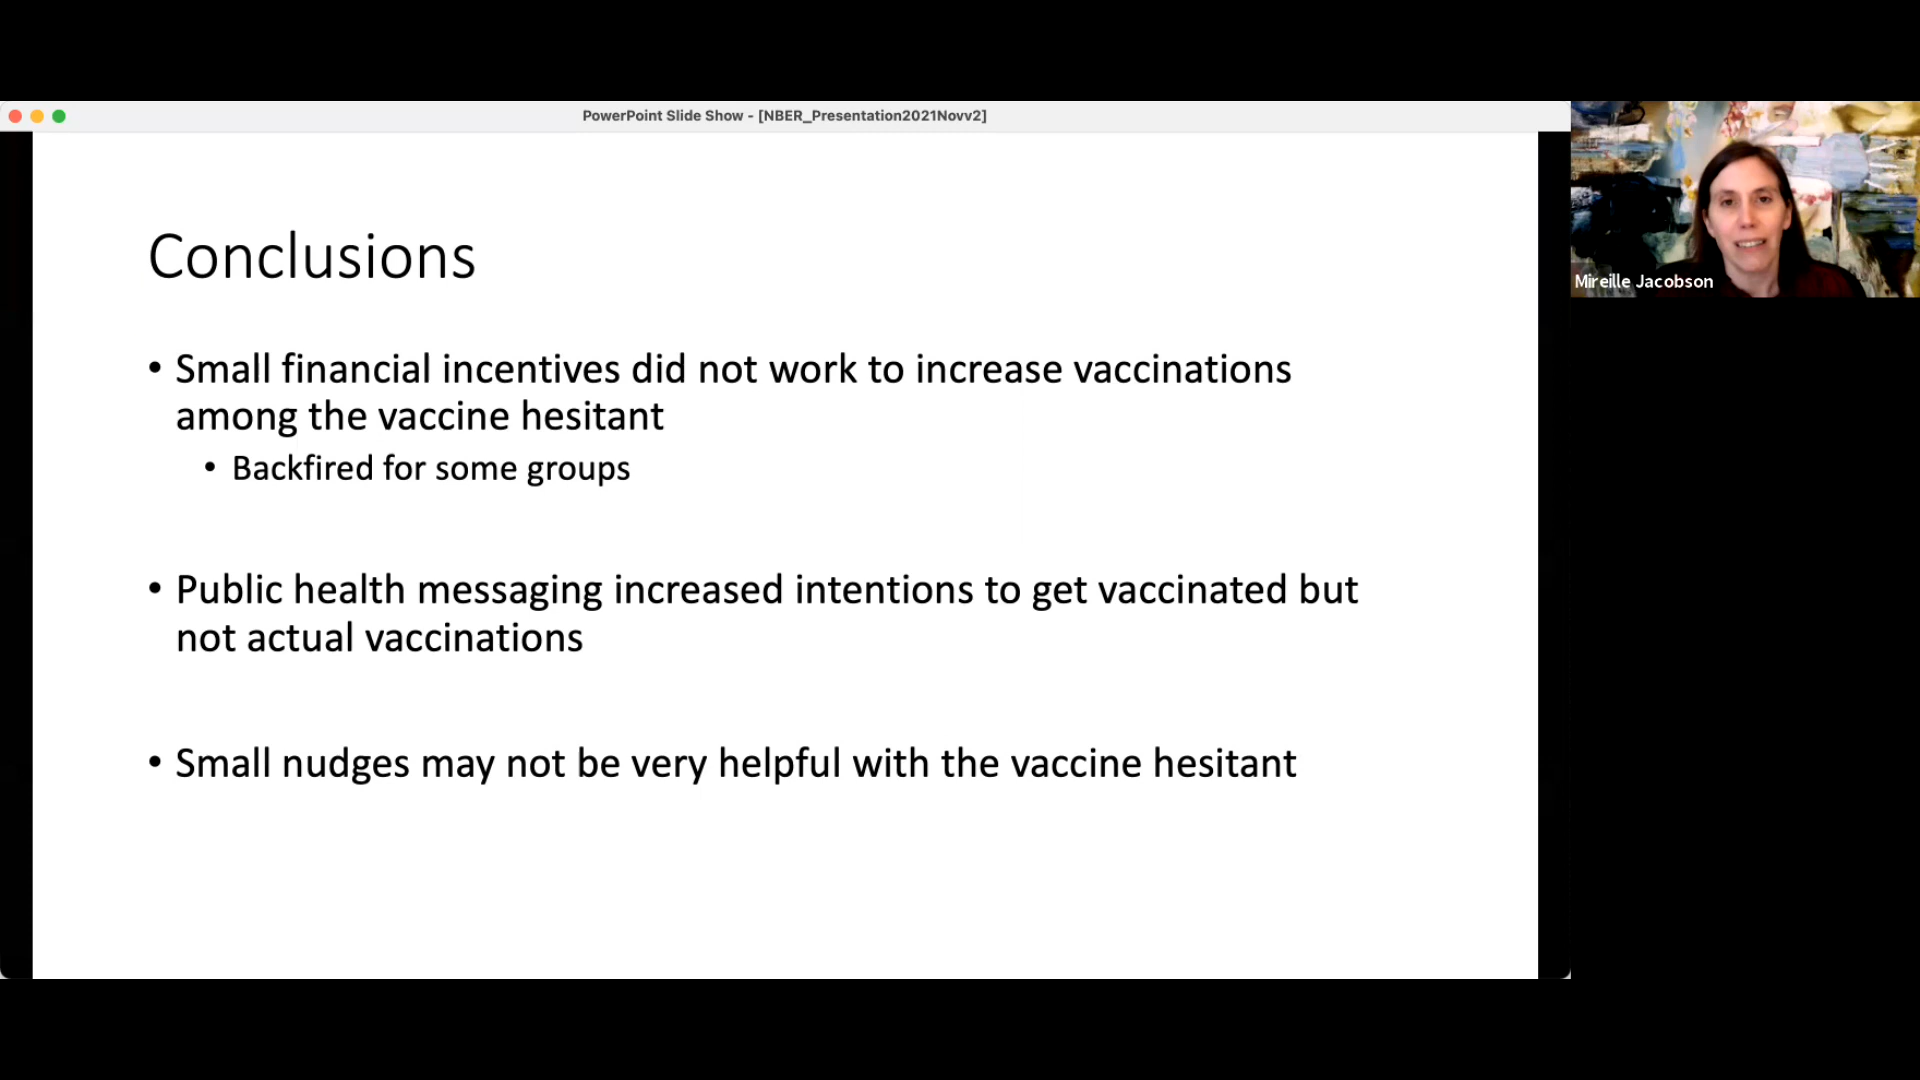 PowerPoint Slide Show - [NBER_Presentation2021Novv2]
Conclusions
• Small financial incentives did not work to increase vaccinations
among the vaccine hesitant
• Backfired for some groups
• Public health messaging increased intentions to get vaccinated but
not actual vaccinations
• Small nudges may not be very helpful with the vaccine hesitant
Mireille Jacobson